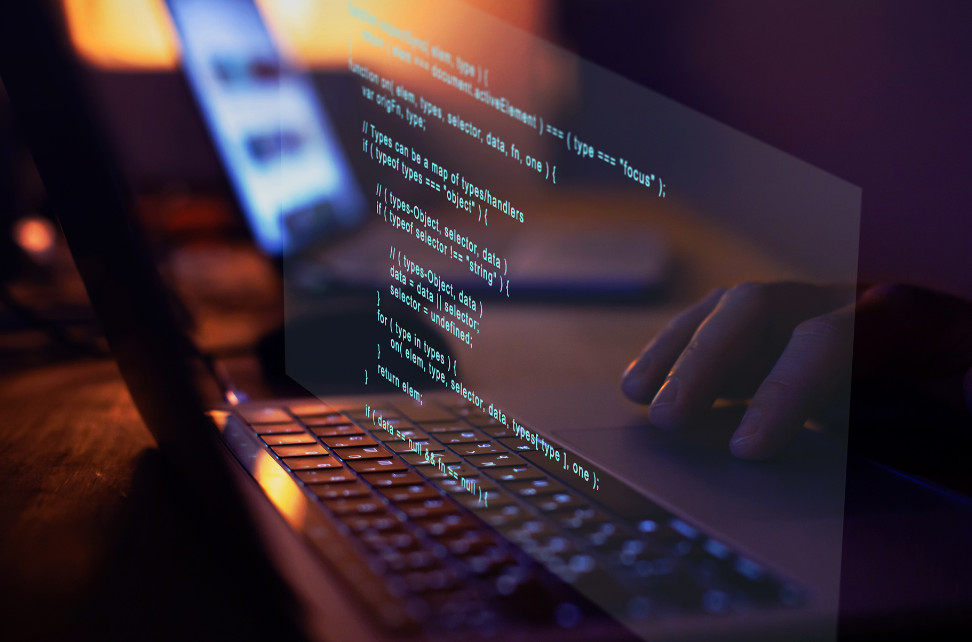 function expectSync( elem, type ) {
return ( elem === document.activeElement ) === ( type === "focus" );
}
function on( elem, types, selector, data, fn, one ) {
var origFn, type;
// Types can be a map of types/handlers
if ( typeof types === "object" ) {
// ( types-Object, selector, data )
if ( typeof selector !== "string" ) {
// ( types-Object, data )
data = data || selector;
selector = undefined;
}
for ( type in types ) {
on( elem, type, selector, data, types[ type ], one );
}
return elem;
}
if ( data == null && fn == null ) {